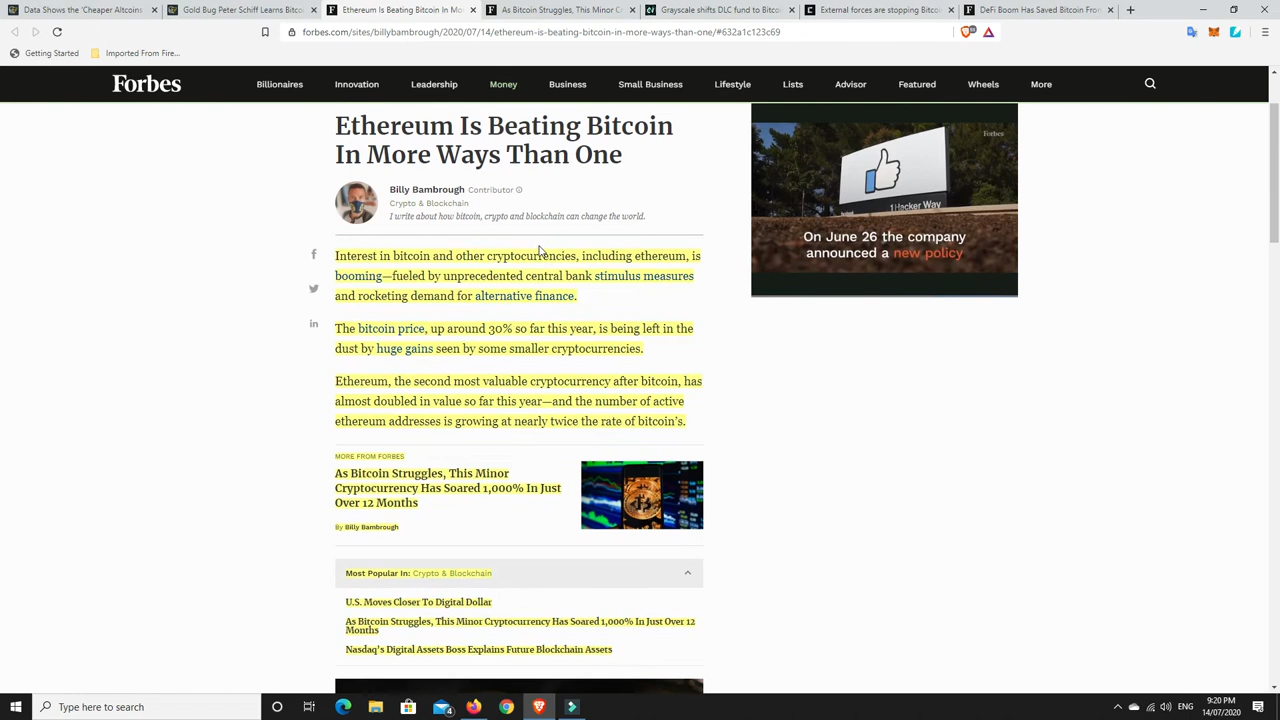 Data Shows the 'Cheaper Altcoins
Gold Bug Peter Schiff Learns Bitco
Ethereum Is Beating Bitcoin In Mo
As Bitcoin Struggles, This Minor C
Grayscale shifts DLC fund to Bitco
External forces are stopping Bitco
DeFi Boom Has Saved Bitcoin From
forbes.com/sites/billybambrough/2020/07/14/ethereum-is-beating-bitcoin-in-more-ways-than-one/#632a1c123c69
Getting Started
Imported From Fire...
Forbes
Billionaires
Innovation
Leadership
Money
Business
Small Business
Lifestyle
Lists
Advisor
Featured
Wheels
More
Ethereum Is Beating Bitcoin
In More Ways Than One
Billy Bambrough Contributor
Crypto & Blockchain
I write about how bitcoin, crypto and blockchain can change the world.
Interest in bitcoin and other cryptocurrencies, including ethereum, is
booming—fueled by unprecedented central bank stimulus measures
and rocketing demand for alternative finance.
The bitcoin price, up around 30% so far this year, is being left in the
dust by huge gains seen by some smaller cryptocurrencies.
Ethereum, the second most valuable cryptocurrency after bitcoin, has
almost doubled in value so far this year—and the number of active
ethereum addresses is growing at nearly twice the rate of bitcoin's.
MORE FROM FORBES
As Bitcoin Struggles, This Minor
Cryptocurrency Has Soared 1,000% In Just
Over 12 Months
By Billy Bambrough
Most Popular In: Crypto & Blockchain
U.S. Moves Closer To Digital Dollar
As Bitcoin Struggles, This Minor Cryptocurrency Has Soared 1,000% In Just Over 12
Months
Nasdaq's Digital Assets Boss Explains Future Blockchain Assets
Forbes
1 Hacker Way
On June 26 the company
announced a new policy
Type here to search
4
ENG
9:20 PM
14/07/2020